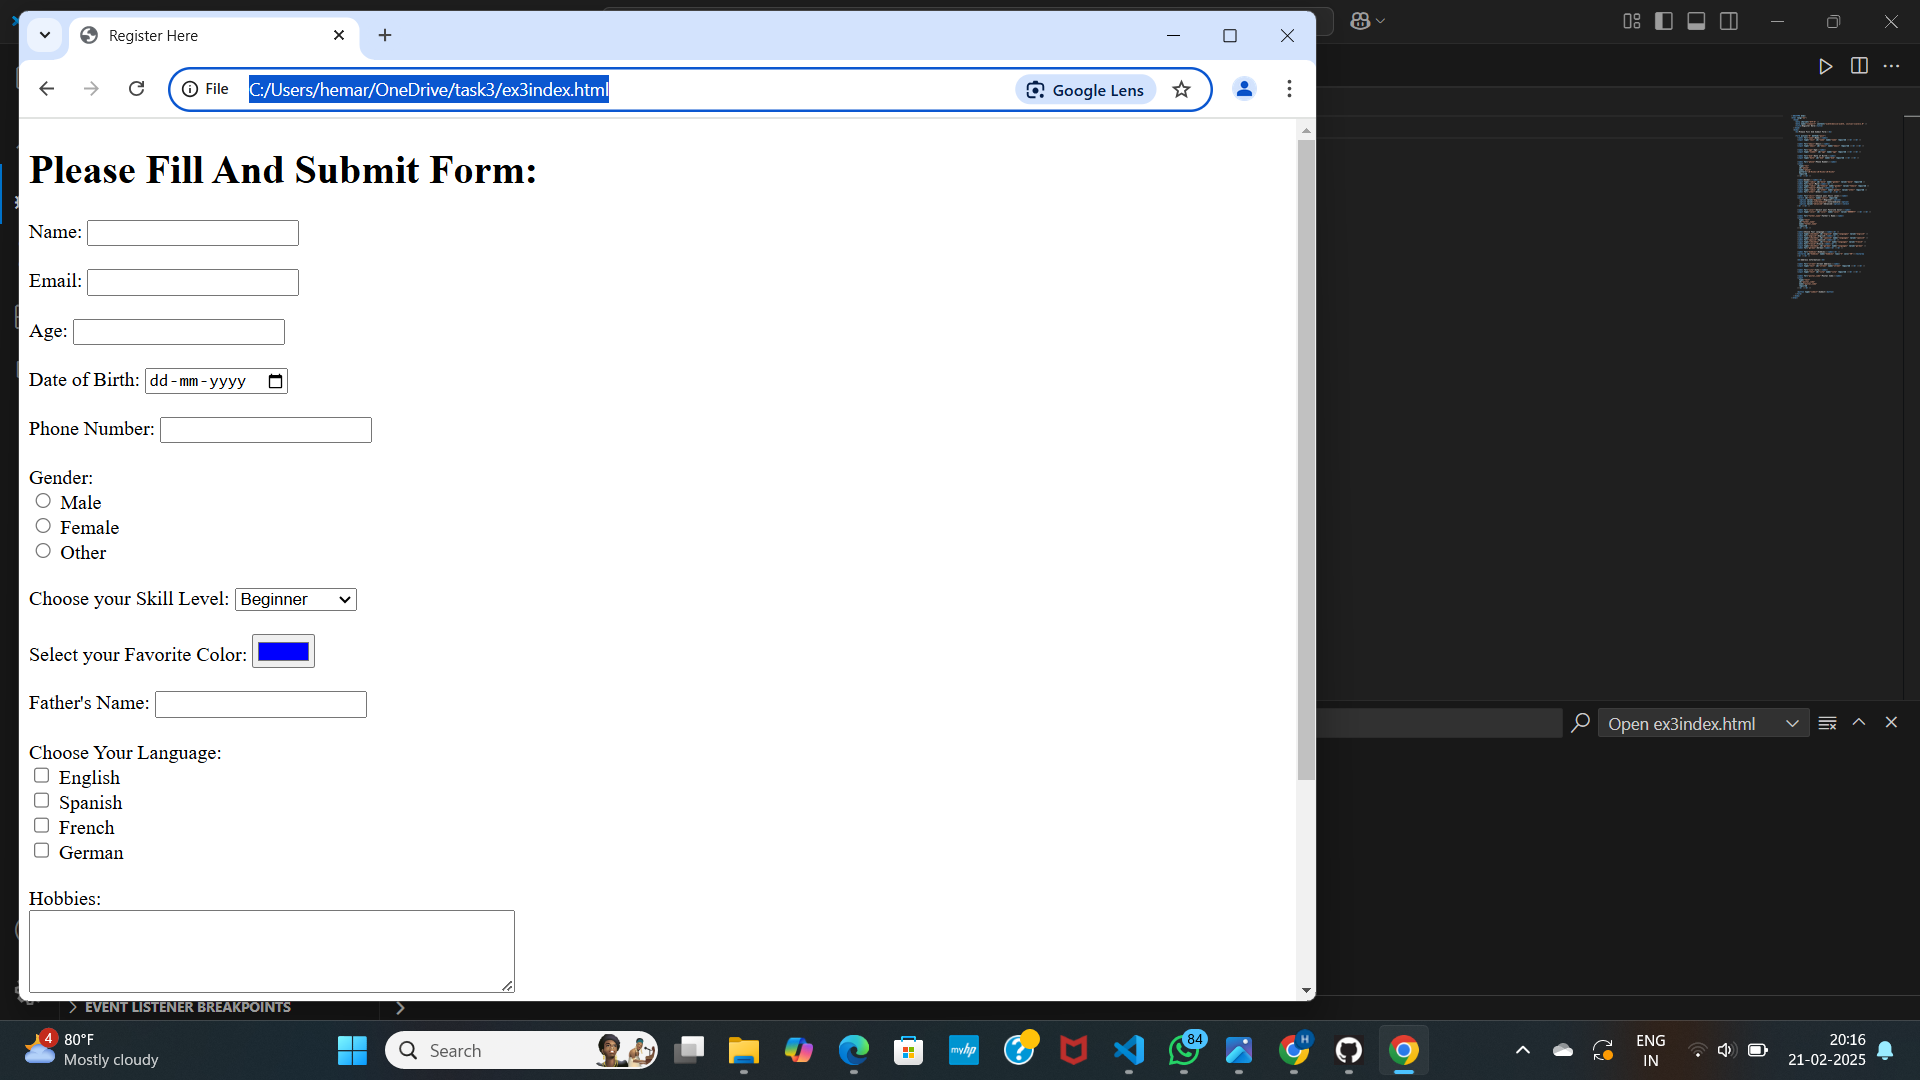 Register Here
File
C:/Users/hemar/OneDrive/task3/ex3index.html
Google Lens
Please Fill And Submit Form:
Name:
Email:
Age:
Date of Birth: dd-mm-yyyy
Phone Number:
Gender:
Male
Female
Other
Choose your Skill Level: Beginner
Select your Favorite Color:
Father's Name:
Choose Your Language:
English
Spanish
French
German
Hobbies:
Open ex3index.html
EVENT LISTENER BREAKPOINTS
4
80°F
Mostly cloudy
Search
myhp
84
H
ENG
IN
20:16
21-02-2025